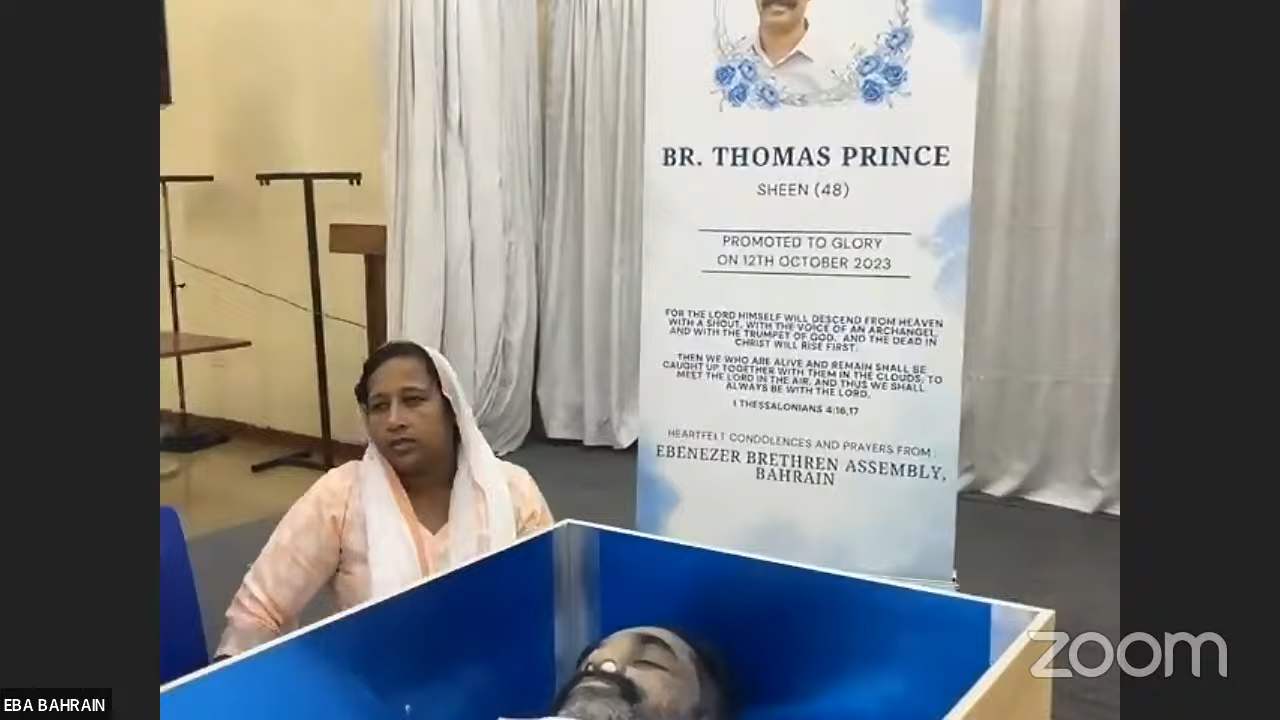 BR. THOMAS PRINCE
SHEEN (48)
PROMOTED TO GLORY
ON 12TH OCTOBER 2023
FOR THE LORD HIMSELF WILL DESCEND FROM HEAVEN
WITH A SHOUT, WITH THE VOICE OF AN ARCHANGEL,
AND WITH THE TRUMPET OF GOD. AND THE DEAD IN
CHRIST WILL RISE FIRST.
THEN WE WHO ARE ALIVE AND REMAIN SHALL BE
CAUGHT UP TOGETHER WITH THEM IN THE CLOUDS, TO
MEET THE LORD IN THE AIR, AND THUS WE SHALL
ALWAYS BE WITH THE LORD.
1 THESSALONIANS 4:16,17
HEARTFELT CONDOLENCES AND PRAYERS FROM
EBENEZER BRETHREN ASSEMBLY,
BAHRAIN
zoom
EBA BAHRAIN